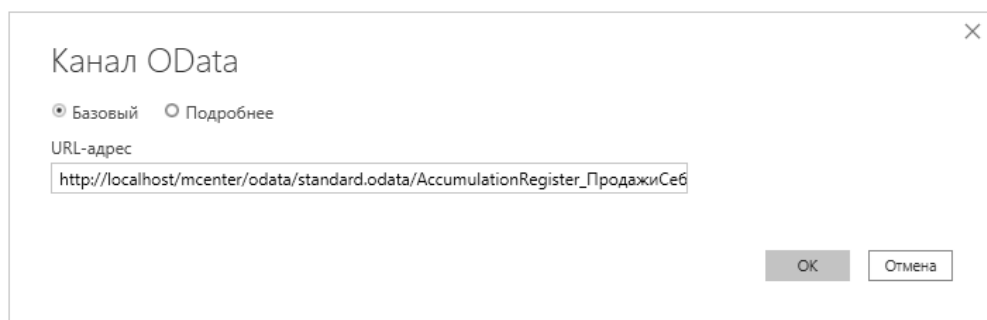 Канал OData
Базовый Подробнее
URL-адрес
http://localhost/mcenter/odata/standard.odata/AccumulationRegister_ПродажиСеб
OK Отмена